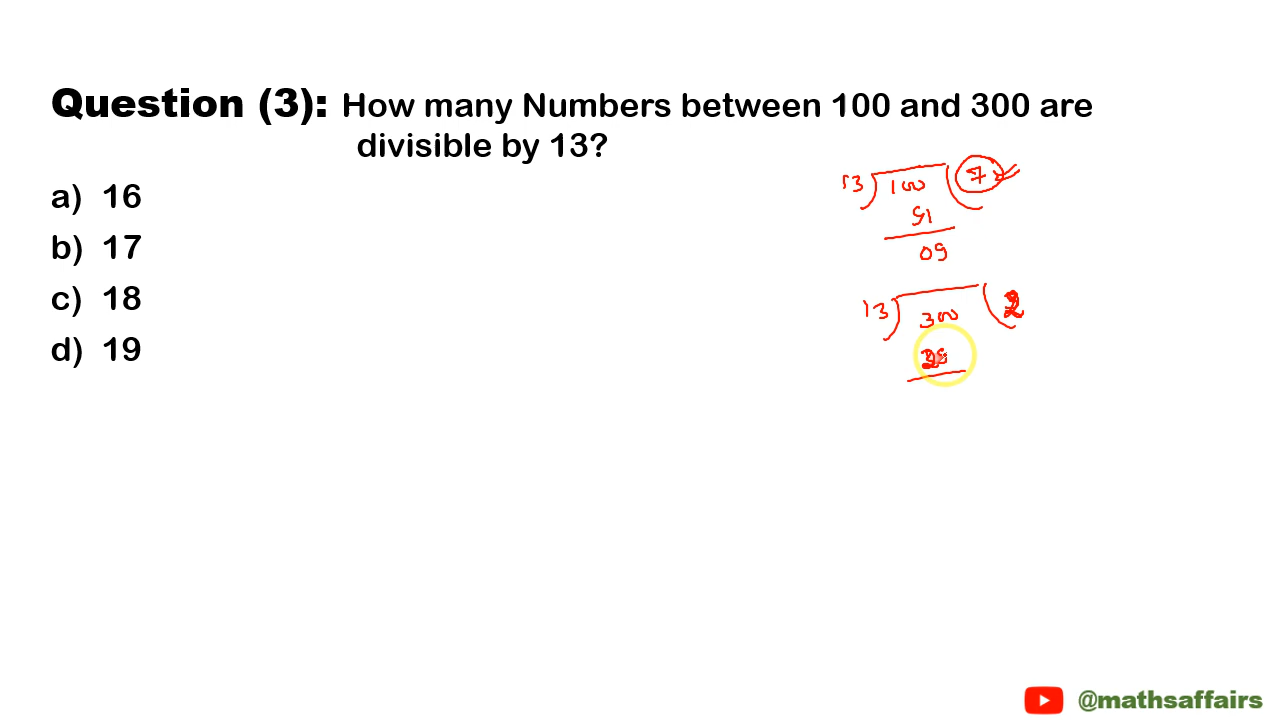 Question (3): How many Numbers between 100 and 300 are
divisible by 13?
a) 16
b) 17
c) 18
d) 19
13 100 7
91
09
13 300
@mathsaffairs